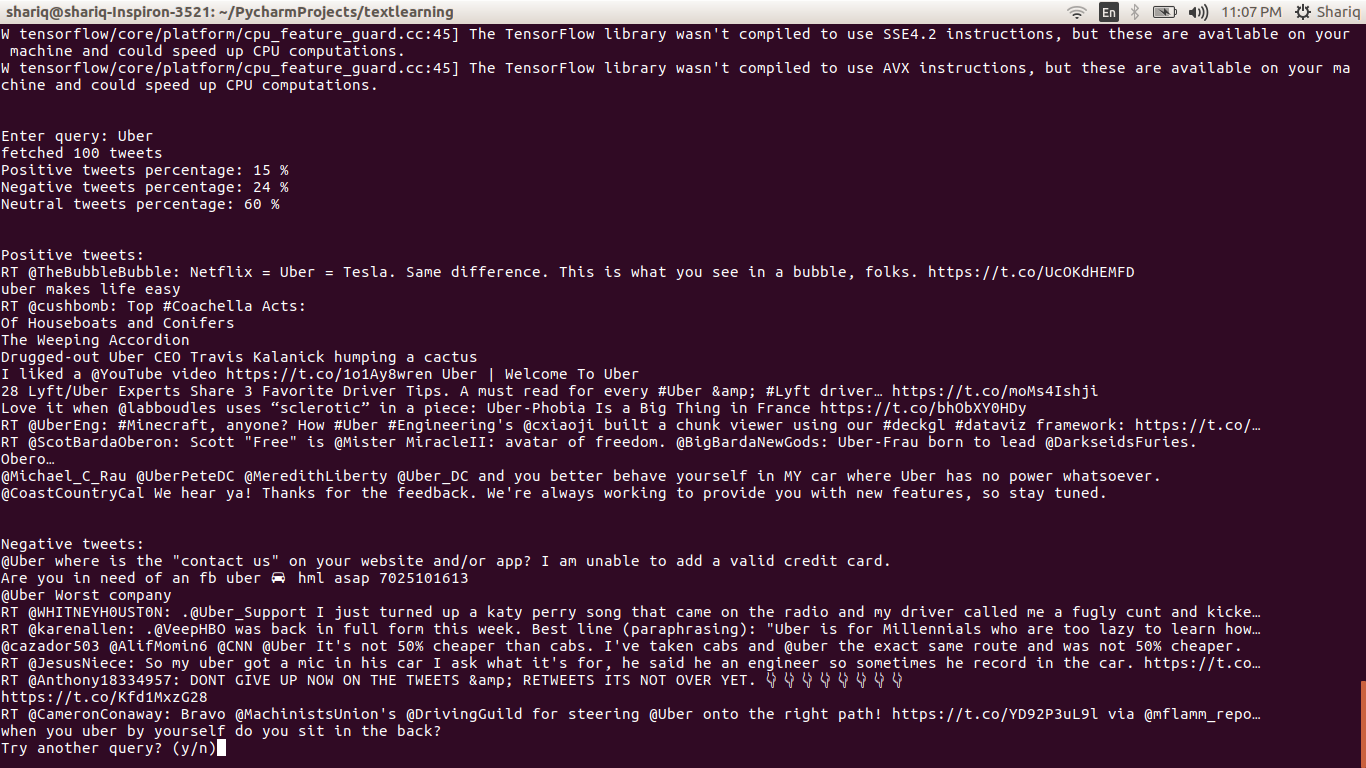 shariq@shariq-Inspiron-3521: ~/PycharmProjects/textlearning
En
11:07 PM
Shariq
W tensorflow/core/platform/cpu_feature_guard.cc:45] The TensorFlow library wasn't compiled to use SSE4.2 instructions, but these are available on your
machine and could speed up CPU computations.
W tensorflow/core/platform/cpu_feature_guard.cc:45] The TensorFlow library wasn't compiled to use AVX instructions, but these are available on your ma
chine and could speed up CPU computations.
Enter query: Uber
fetched 100 tweets
Positive tweets percentage: 15 %
Negative tweets percentage: 24 %
Neutral tweets percentage: 60 %
Positive tweets:
RT @TheBubbleBubble: Netflix = Uber = Tesla. Same difference. This is what you see in a bubble, folks. https://t.co/UcOKdHEMFD
uber makes life easy
RT @cushbomb: Top #Coachella Acts:
Of Houseboats and Conifers
The Weeping Accordion
Drugged-out Uber CEO Travis Kalanick humping a cactus
I liked a @YouTube video https://t.co/1o1Ay8wren Uber | Welcome To Uber
28 Lyft/Uber Experts Share 3 Favorite Driver Tips. A must read for every #Uber &amp; #Lyft driver… https://t.co/moMs4Ishji
Love it when @labboudles uses “sclerotic” in a piece: Uber-Phobia Is a Big Thing in France https://t.co/bhObXY0HDy
RT @UberEng: #Minecraft, anyone? How #Uber #Engineering's @cxiaoji built a chunk viewer using our #deckgl #dataviz framework: https://t.co/…
RT @ScotBardaOberon: Scott "Free" is @Mister MiracleII: avatar of freedom. @BigBardaNewGods: Uber-Frau born to lead @DarkseidsFuries.
Obero…
@Michael_C_Rau @UberPeteDC @MeredithLiberty @Uber_DC and you better behave yourself in MY car where Uber has no power whatsoever.
@CoastCountryCal We hear ya! Thanks for the feedback. We're always working to provide you with new features, so stay tuned.
Negative tweets:
@Uber where is the "contact us" on your website and/or app? I am unable to add a valid credit card.
Are you in need of an fb uber 🚘 hml asap 7025101613
@Uber Worst company
RT @WHITNEYH0UST0N: .@Uber_Support I just turned up a katy perry song that came on the radio and my driver called me a fugly cunt and kicke…
RT @karenallen: .@VeepHBO was back in full form this week. Best line (paraphrasing): "Uber is for Millennials who are too lazy to learn how…
@cazador503 @AlifMomin6 @CNN @Uber It's not 50% cheaper than cabs. I've taken cabs and @uber the exact same route and was not 50% cheaper.
RT @JesusNiece: So my uber got a mic in his car I ask what it's for, he said he an engineer so sometimes he record in the car. https://t.co…
RT @Anthony18334957: DONT GIVE UP NOW ON THE TWEETS &amp; RETWEETS ITS NOT OVER YET. 👇👇👇👇👇👇👇👇
https://t.co/Kfd1MxzG28
RT @CameronConaway: Bravo @MachinistsUnion's @DrivingGuild for steering @Uber onto the right path! https://t.co/YD92P3uL9l via @mflamm_repo…
when you uber by yourself do you sit in the back?
Try another query? (y/n)